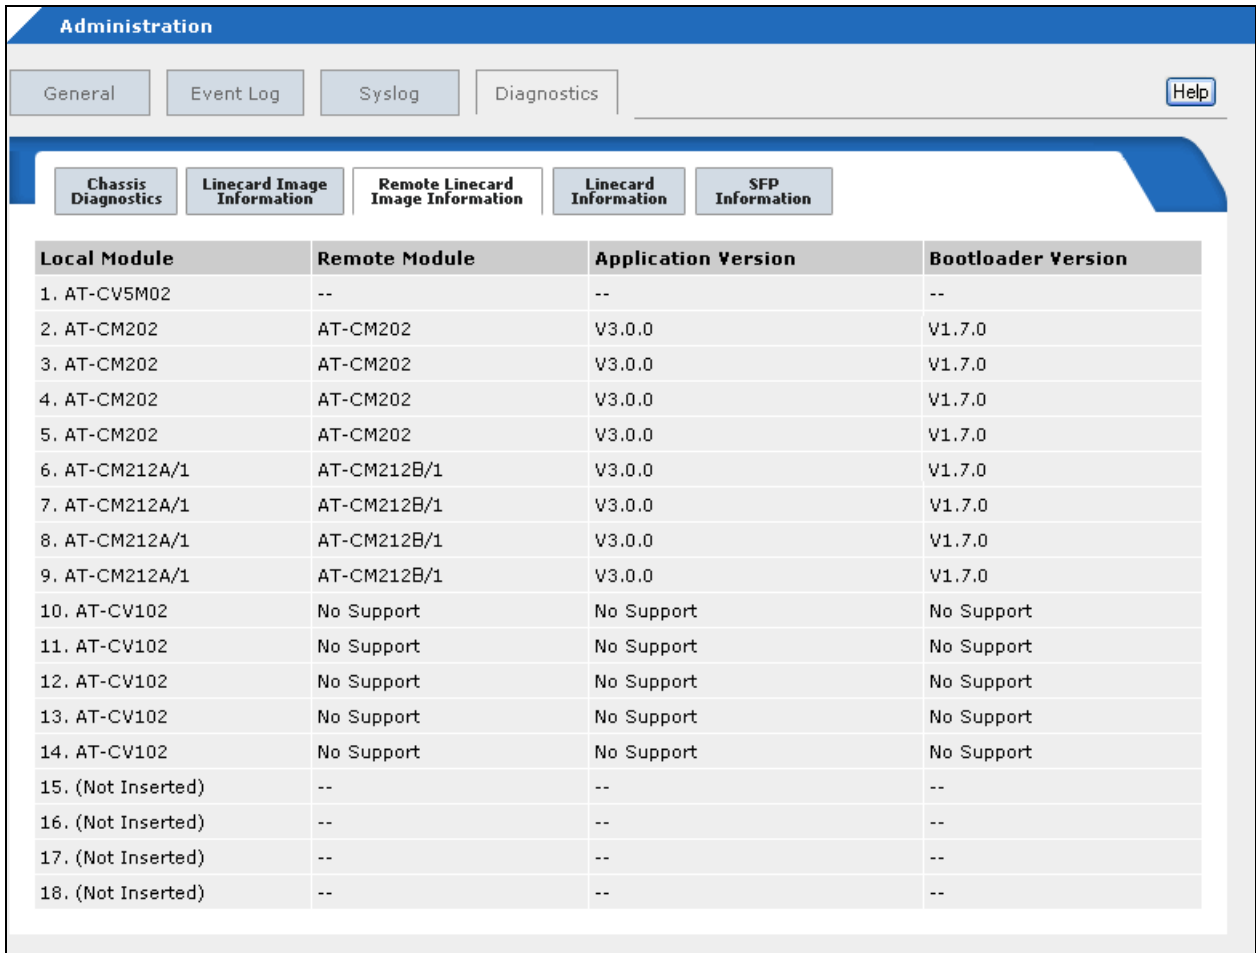 Administration
General Event Log Syslog Diagnostics Help
Chassis Diagnostics Linecard Image Information Remote Linecard Image Information Linecard Information SFP Information
Local Module Remote Module Application Version Bootloader Version
1. AT-CV5M02 -- -- --
2. AT-CM202 AT-CM202 V3.0.0 V1.7.0
3. AT-CM202 AT-CM202 V3.0.0 V1.7.0
4. AT-CM202 AT-CM202 V3.0.0 V1.7.0
5. AT-CM202 AT-CM202 V3.0.0 V1.7.0
6. AT-CM212A/1 AT-CM212B/1 V3.0.0 V1.7.0
7. AT-CM212A/1 AT-CM212B/1 V3.0.0 V1.7.0
8. AT-CM212A/1 AT-CM212B/1 V3.0.0 V1.7.0
9. AT-CM212A/1 AT-CM212B/1 V3.0.0 V1.7.0
10. AT-CV102 No Support No Support No Support
11. AT-CV102 No Support No Support No Support
12. AT-CV102 No Support No Support No Support
13. AT-CV102 No Support No Support No Support
14. AT-CV102 No Support No Support No Support
15. (Not Inserted) -- -- --
16. (Not Inserted) -- -- --
17. (Not Inserted) -- -- --
18. (Not Inserted) -- -- --